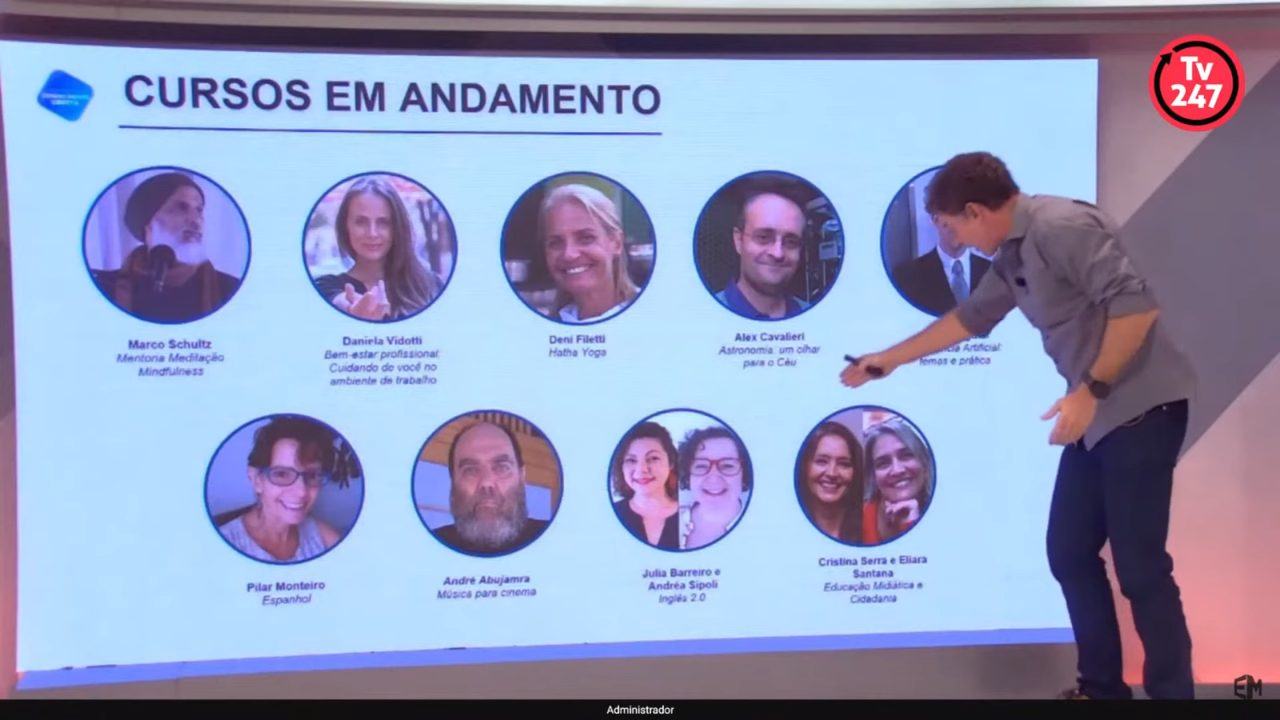 Tv
247
CURSOS EM ANDAMENTO
Marco Schultz
Mentoria Meditação
Mindfulness
Daniela Vidotti
Bem-estar profissional:
Cuidando de você no
ambiente de trabalho
Deni Filetti
Hatha Yoga
Alex Cavalieri
Astronomia: um olhar
para o Céu
Artificial:
temas e prática
Pilar Monteiro
Espanhol
André Abujamra
Música para cinema
Julia Barreiro e
Andréa Sipoli
Inglês 2.0
Cristina Serra e Eliara
Santana
Educação Midiática e
Cidadania
EM
Administrador